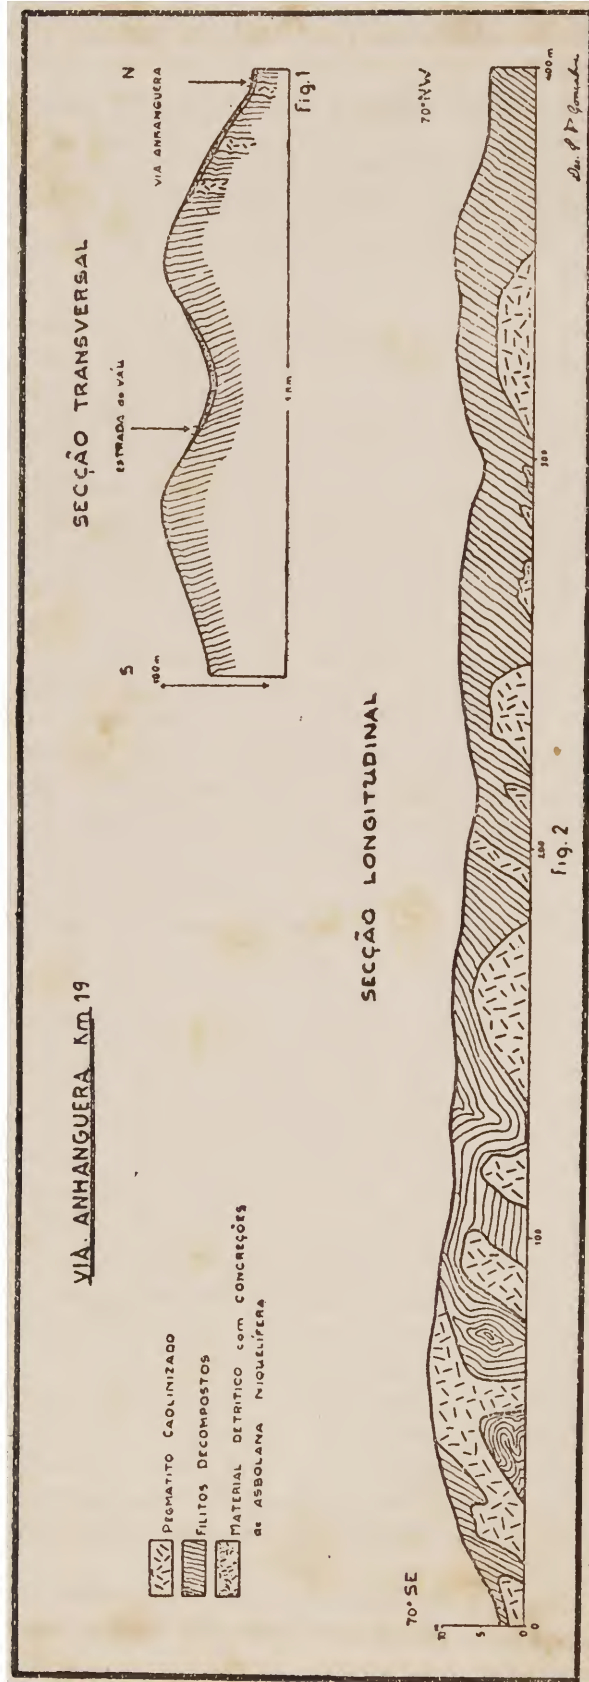 VIA ANHANGUERA Km 19
PEGMATITO CAOLINIZADO
FILITOS DECOMPOSTOS
MATERIAL DETRITICO com CONCREÇÕES
de ASBOLANA NIQUELÍFERA
SECÇÃO TRANSVERSAL
S
N
ESTRADA do VAU
VIA ANHANGUERA
100 m
1 Km
Fig. 1
SECÇÃO LONGITUDINAL
70° SE
70° NW
10 m
5
0
0
100
200
300
400 m
Fig. 2
Des.